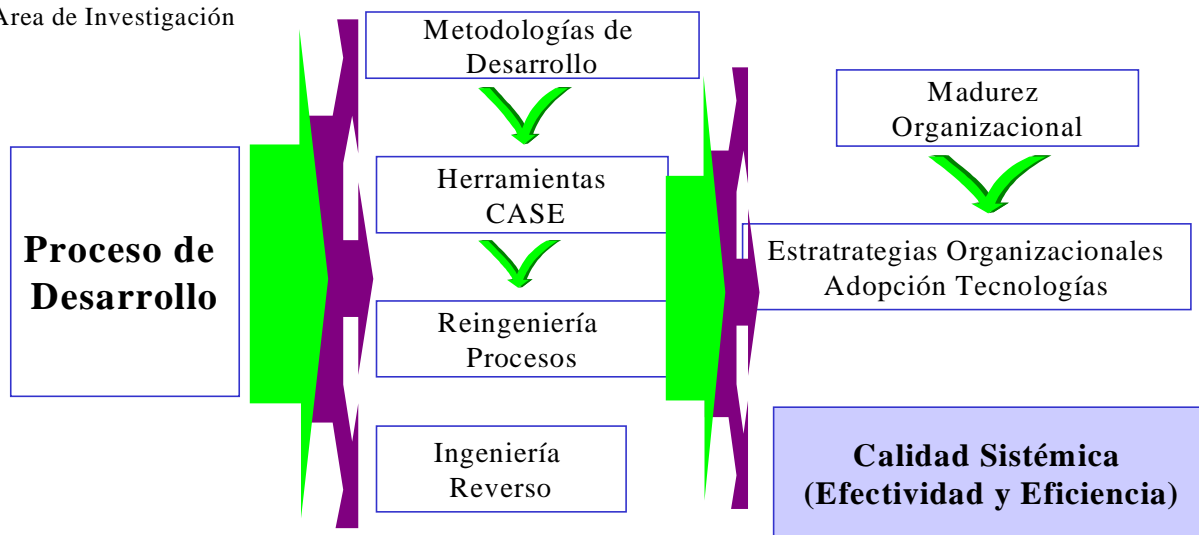 Area de Investigación
Metodologías de
Desarrollo
Madurez
Organizacional
Herramientas
CASE
Proceso de
Desarrollo
Estratrategias Organizacionales
Adopción Tecnologías
Reingeniería
Procesos
Ingeniería
Reverso
Calidad Sistémica
(Efectividad y Eficiencia)